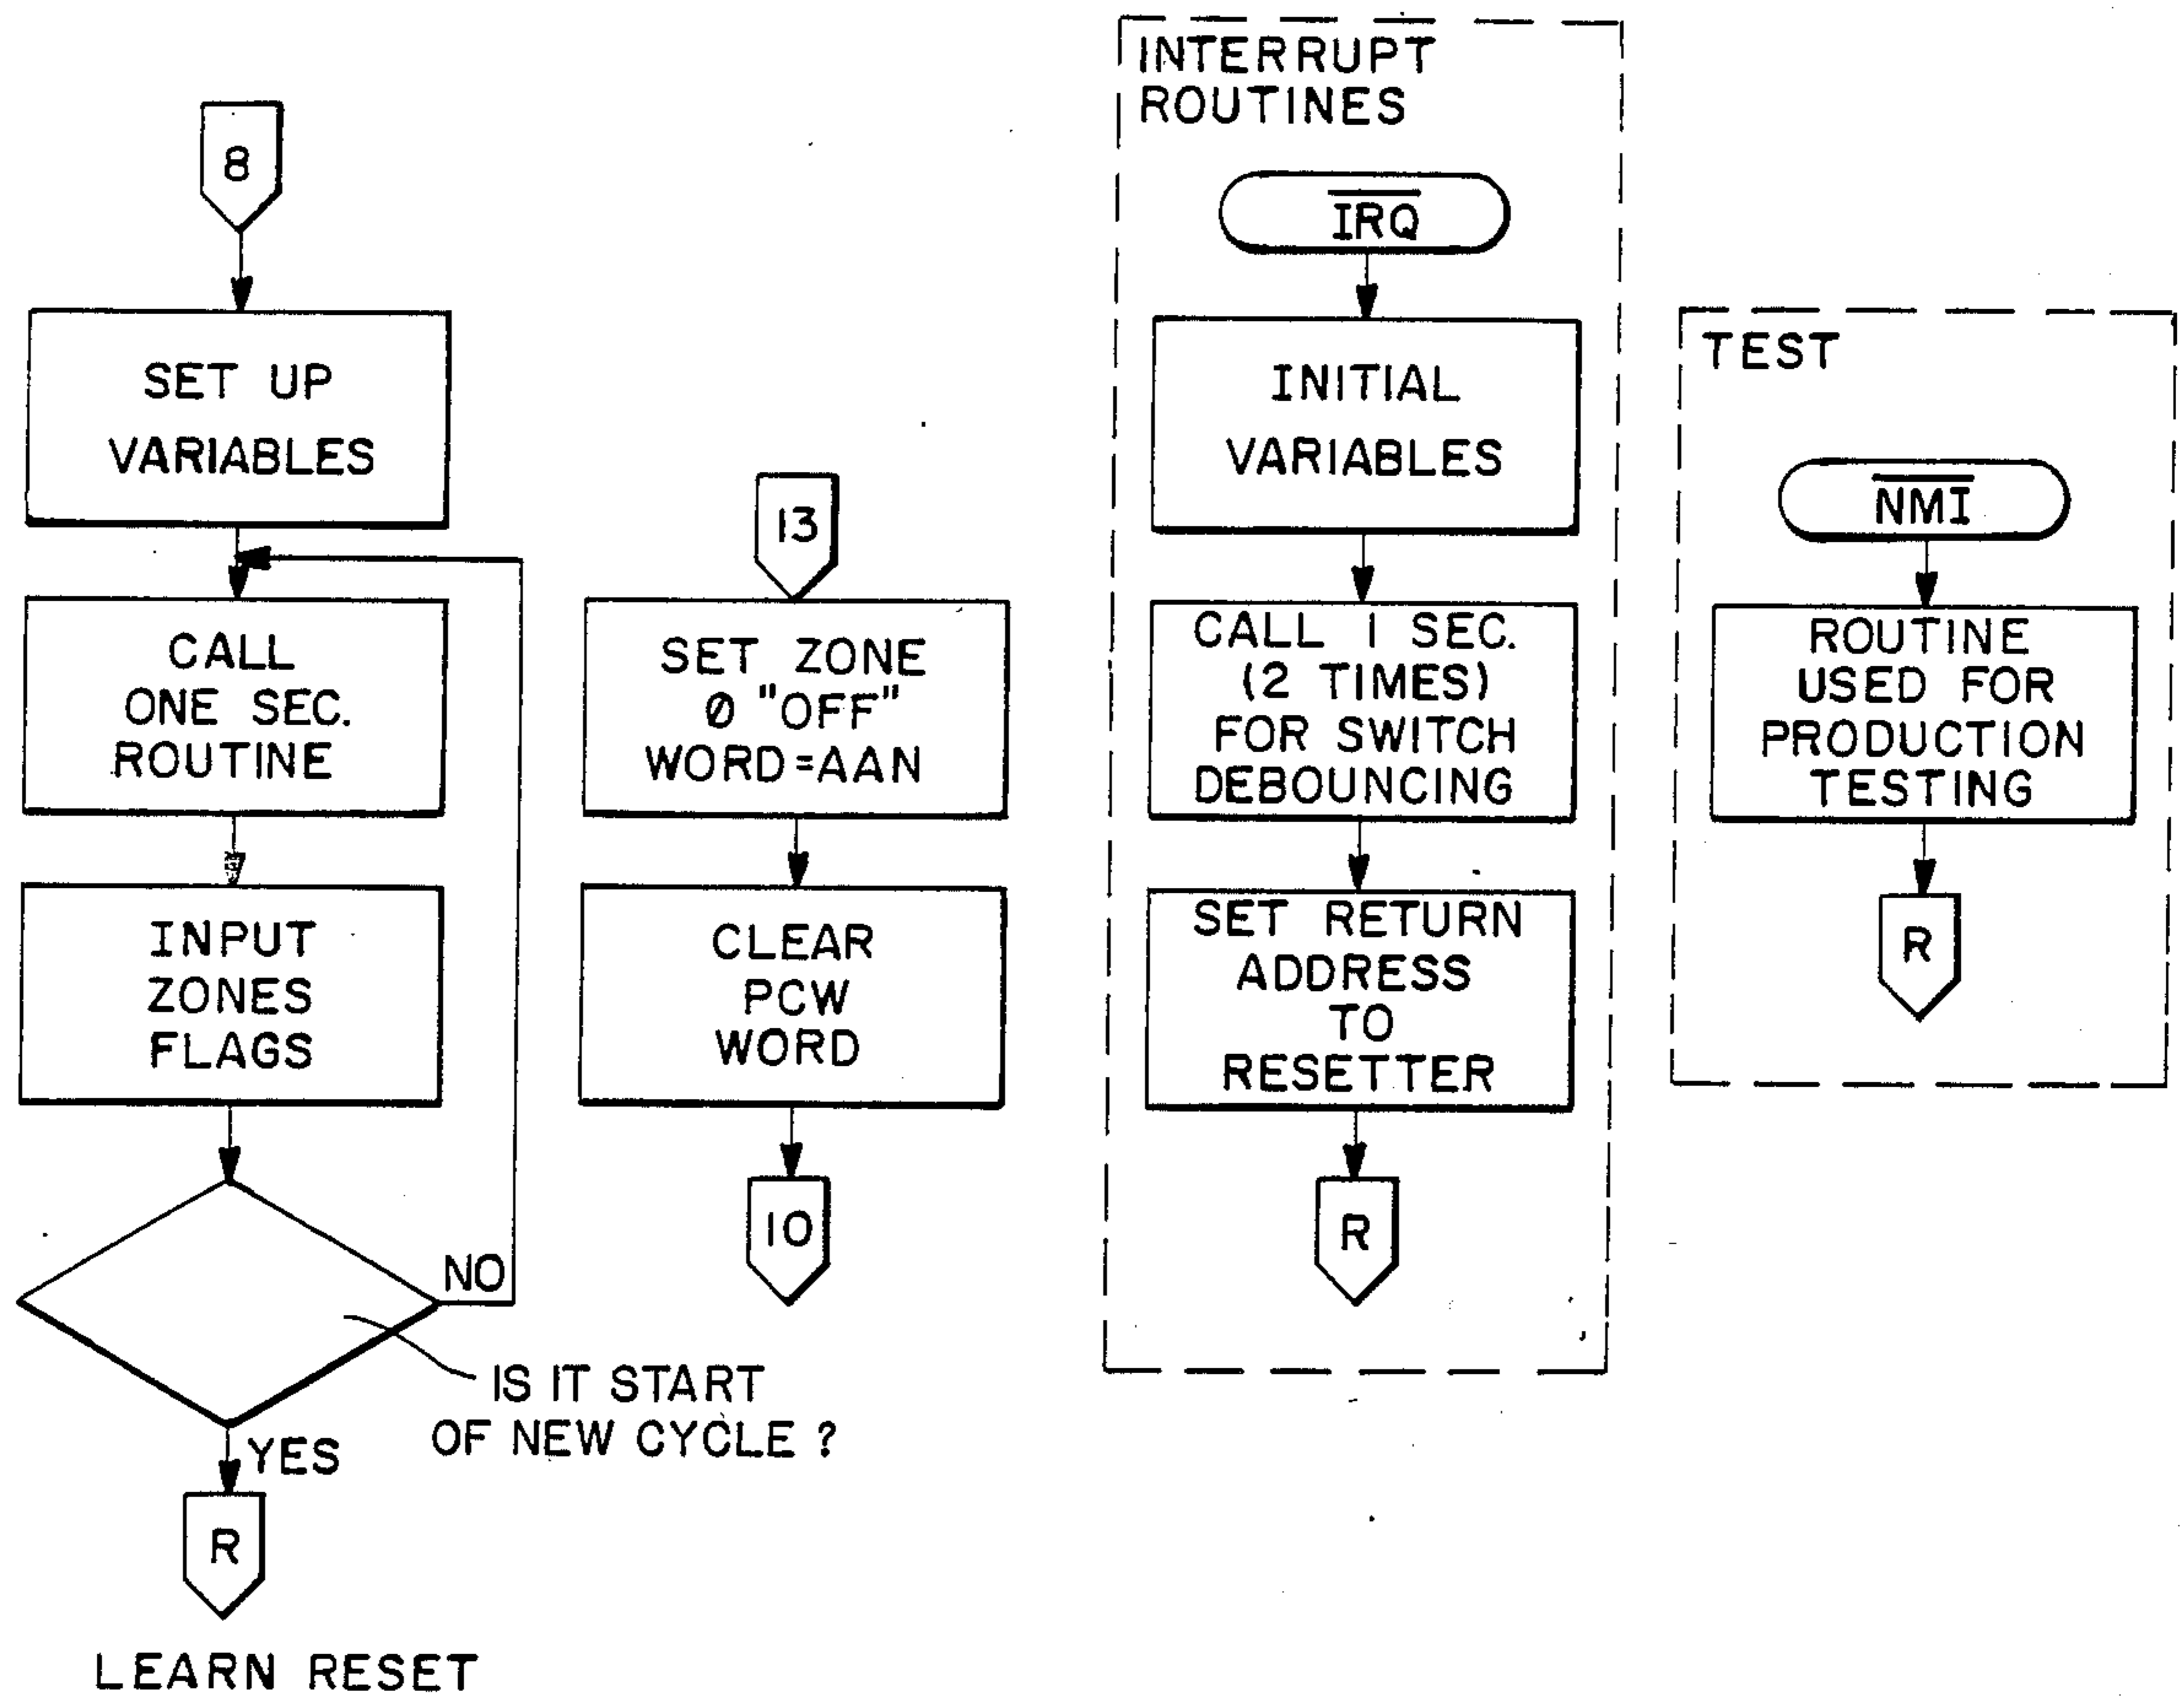 8
SET UP
VARIABLES
CALL
ONE SEC.
ROUTINE
INPUT
ZONES
FLAGS
NO
IS IT START
OF NEW CYCLE ?
YES
R
LEARN RESET
13
SET ZONE
0 "OFF"
WORD=AAN
CLEAR
PCW
WORD
10
INTERRUPT
ROUTINES
IRQ
INITIAL
VARIABLES
CALL 1 SEC.
(2 TIMES)
FOR SWITCH
DEBOUNCING
SET RETURN
ADDRESS
TO
RESETTER
R
TEST
NMI
ROUTINE
USED FOR
PRODUCTION
TESTING
R